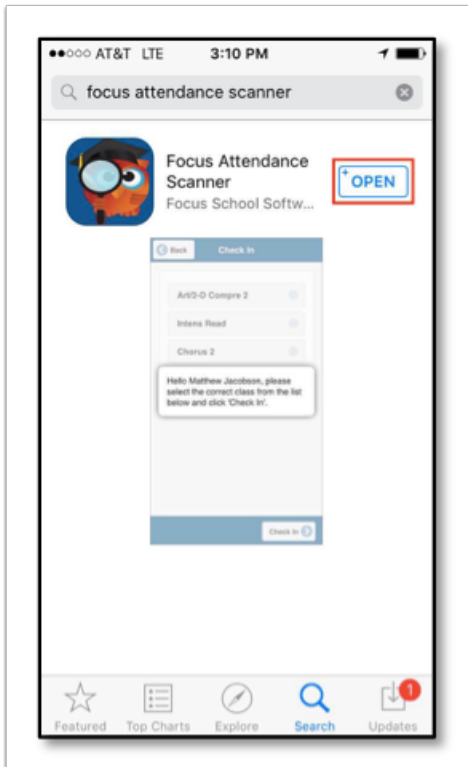 AT&T LTE 3:10 PM
focus attendance scanner
Focus Attendance
Scanner
Focus School Softw...
+ OPEN
Back Check In
Art/2-D Compre 2
Intens Read
Chorus 2
Hello Matthew Jacobson, please
select the correct class from the list
below and click 'Check In'.
Check In
1
Featured Top Charts Explore Search Updates